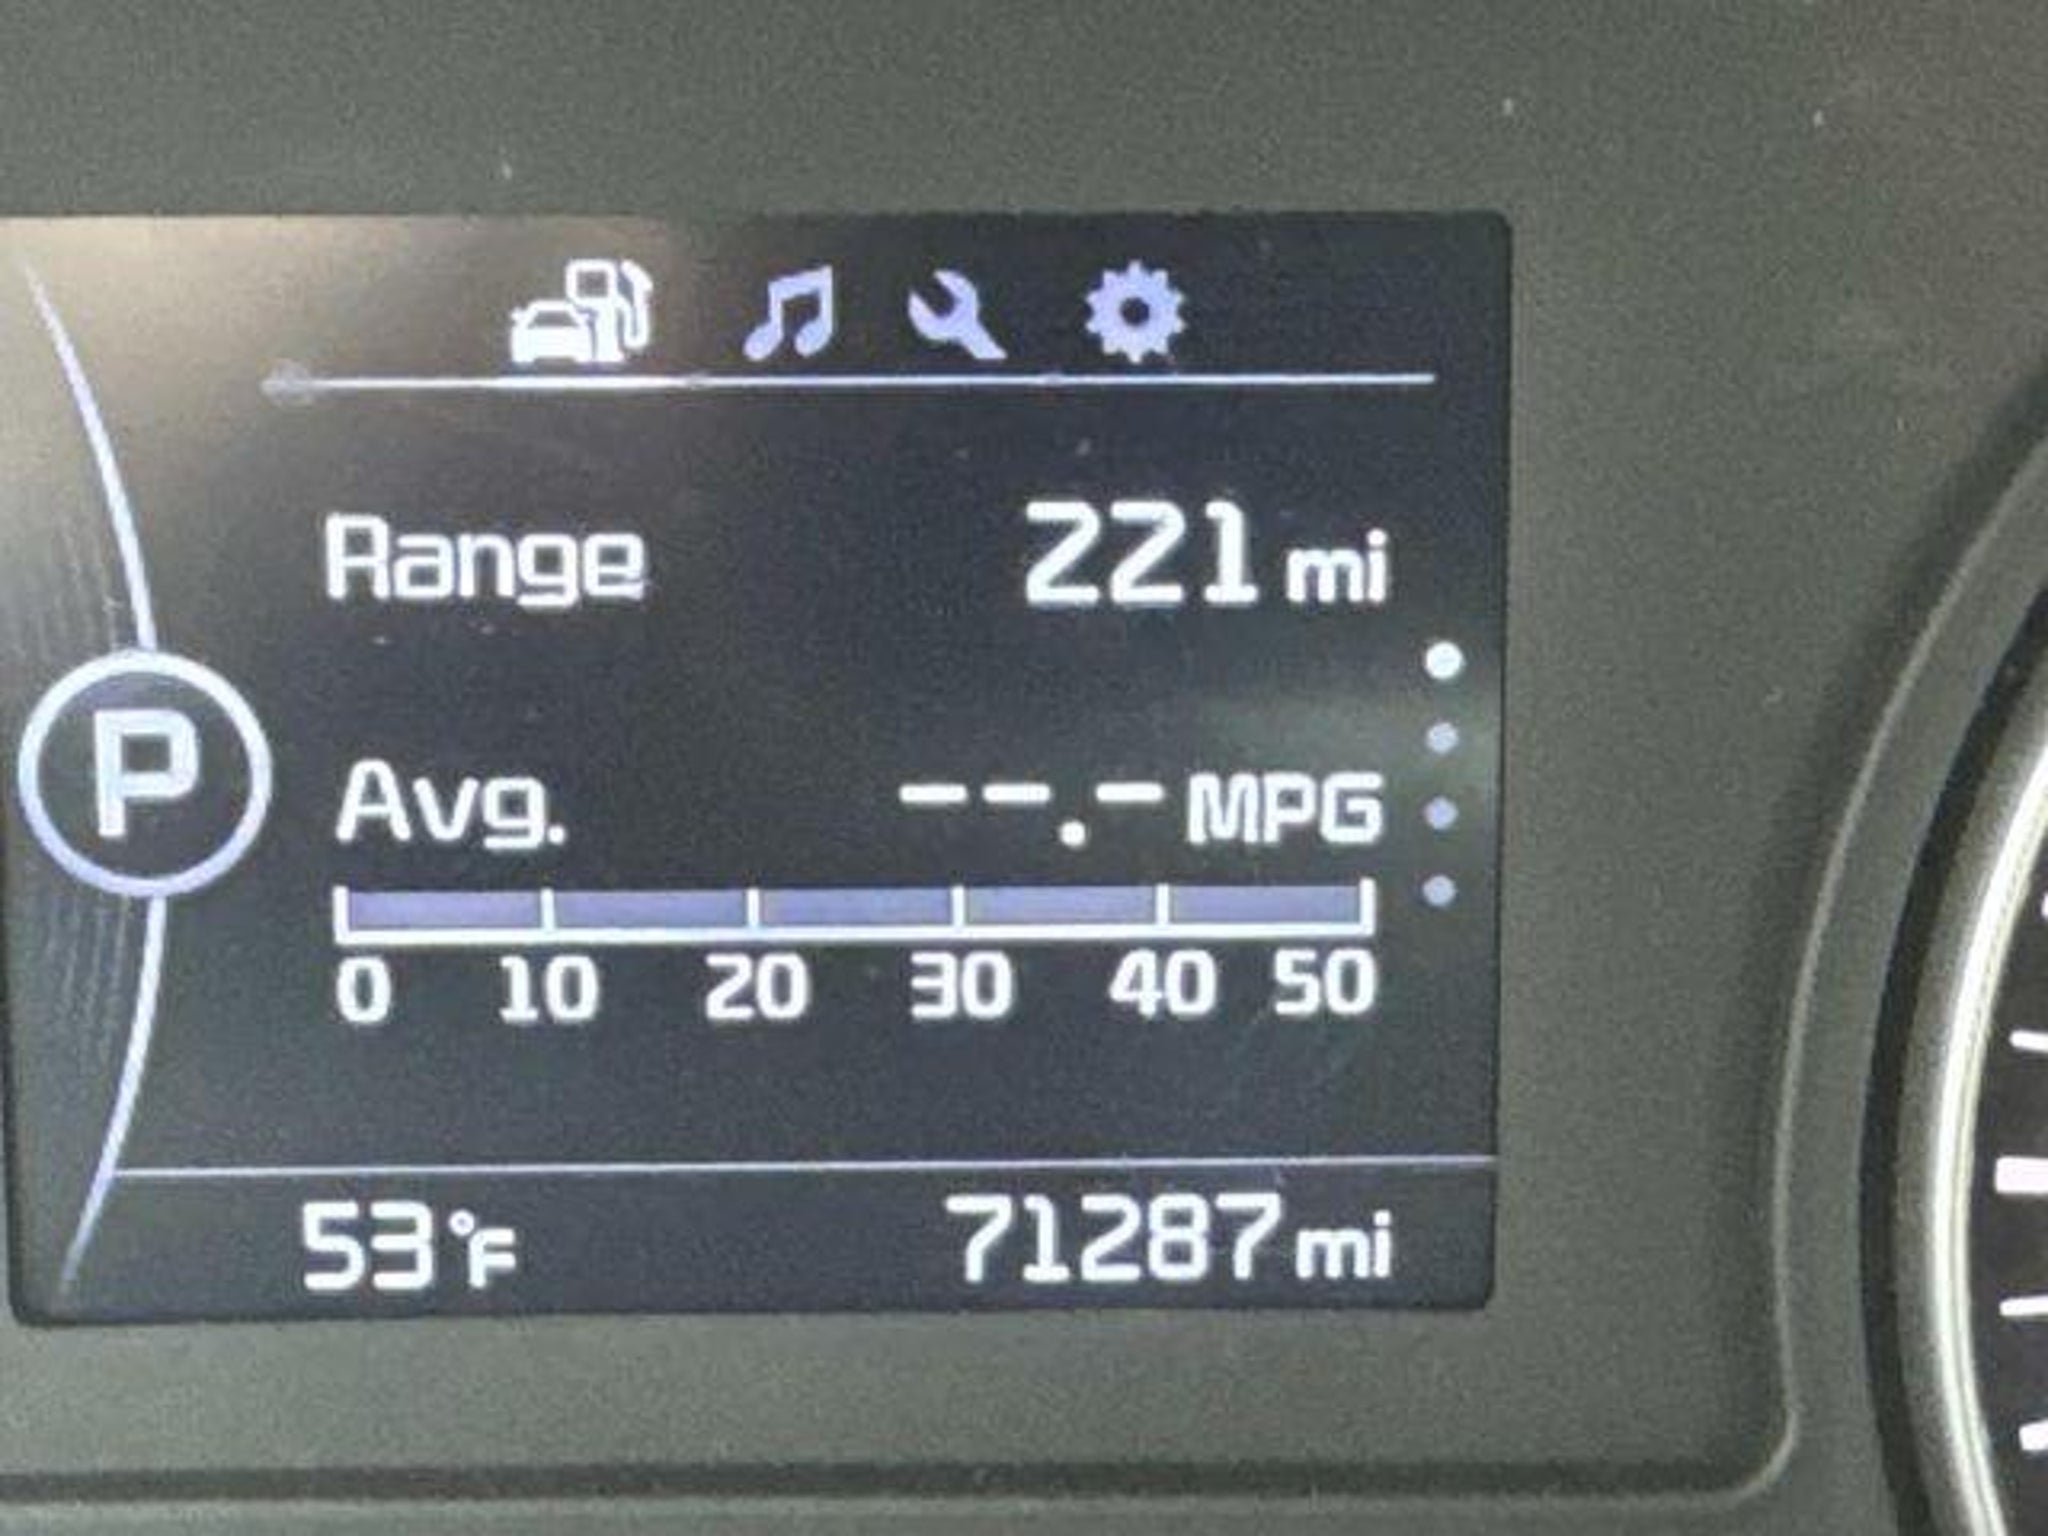 Range 221 mi
P
Avg. --.- MPG
0 10 20 30 40 50
53°F 71287 mi